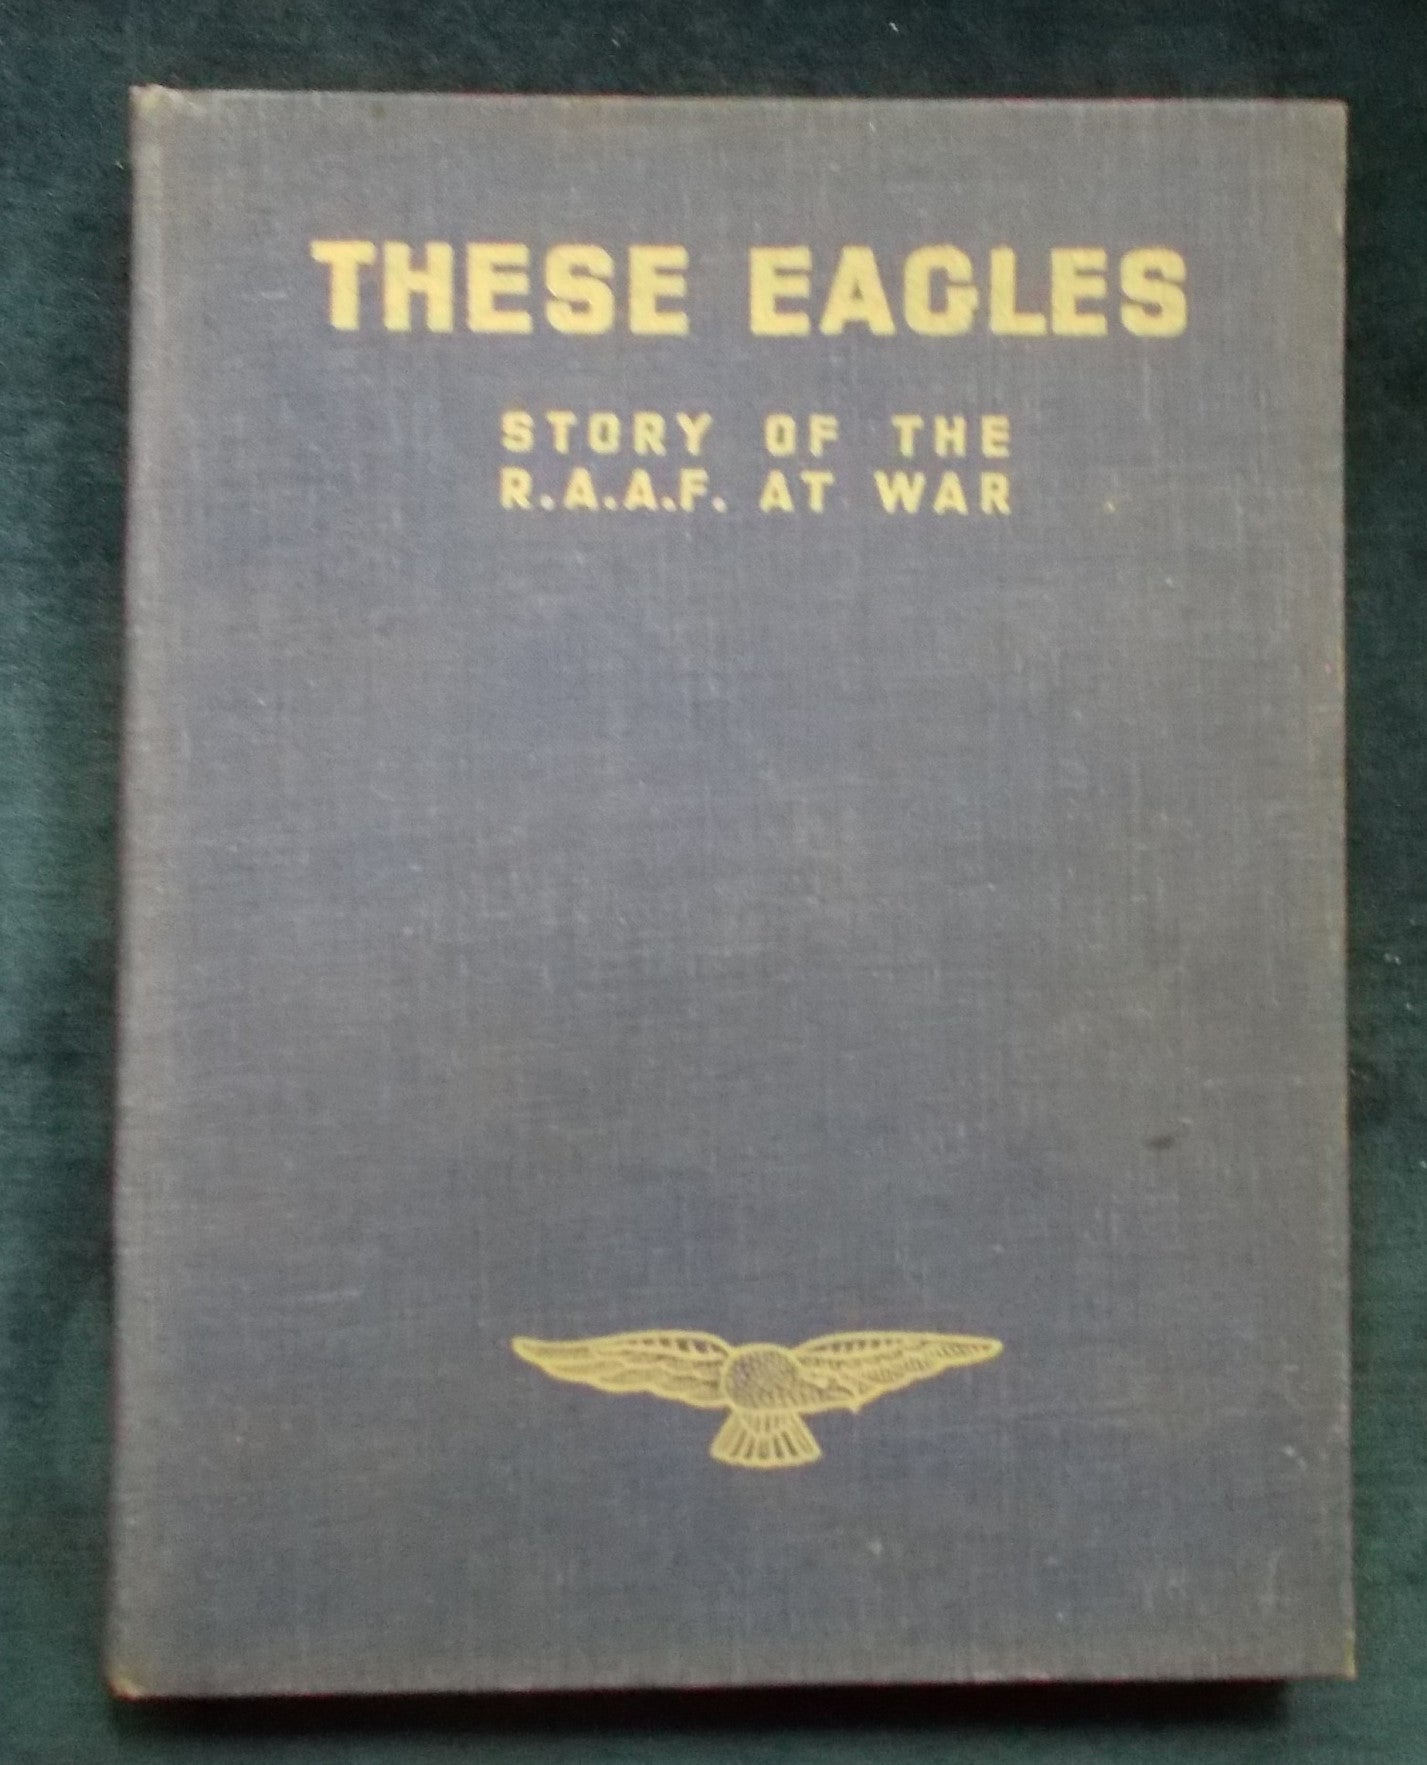 THESE EAGLES
STORY OF THE
R.A.A.F. AT WAR